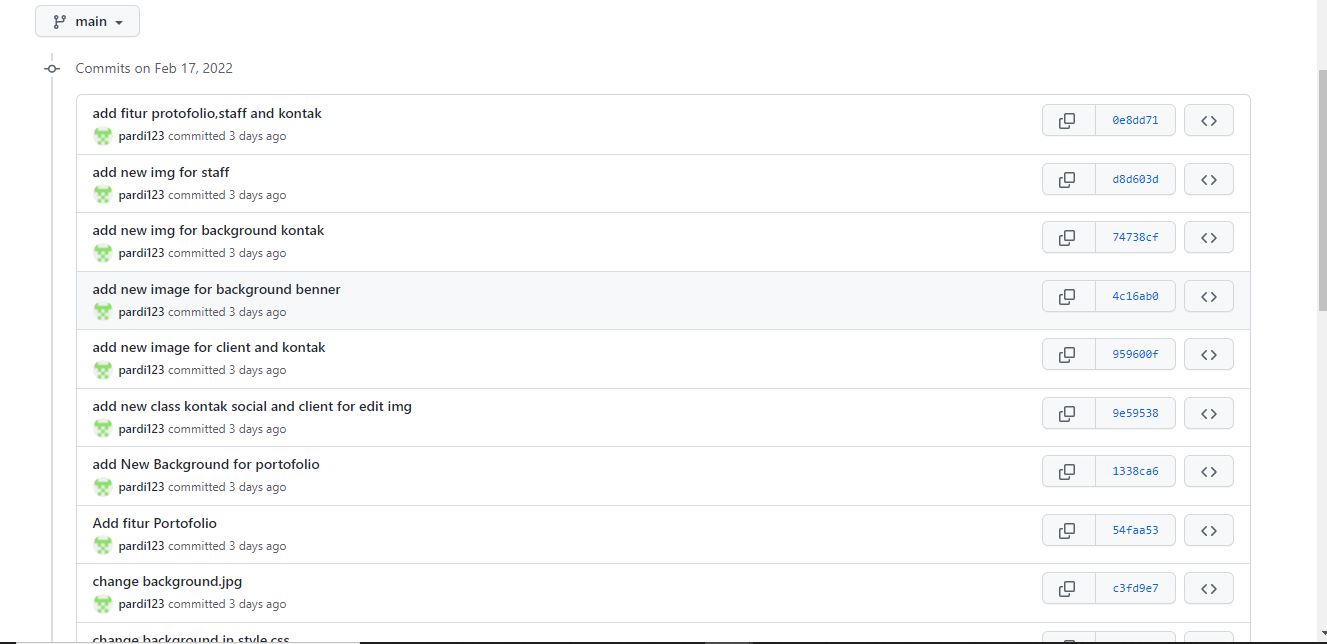 main
Commits on Feb 17, 2022
add fitur protofolio,staff and kontak
0e8dd71
pardi123 committed 3 days ago
add new img for staff
d8d603d
pardi123 committed 3 days ago
add new img for background kontak
74738cf
pardi123 committed 3 days ago
add new image for background benner
4c16ab0
pardi123 committed 3 days ago
add new image for client and kontak
959600f
pardi123 committed 3 days ago
add new class kontak social and client for edit img
9e59538
pardi123 committed 3 days ago
add New Background for portofolio
1338ca6
pardi123 committed 3 days ago
Add fitur Portofolio
54faa53
pardi123 committed 3 days ago
change background.jpg
c3fd9e7
pardi123 committed 3 days ago
change background in style.css